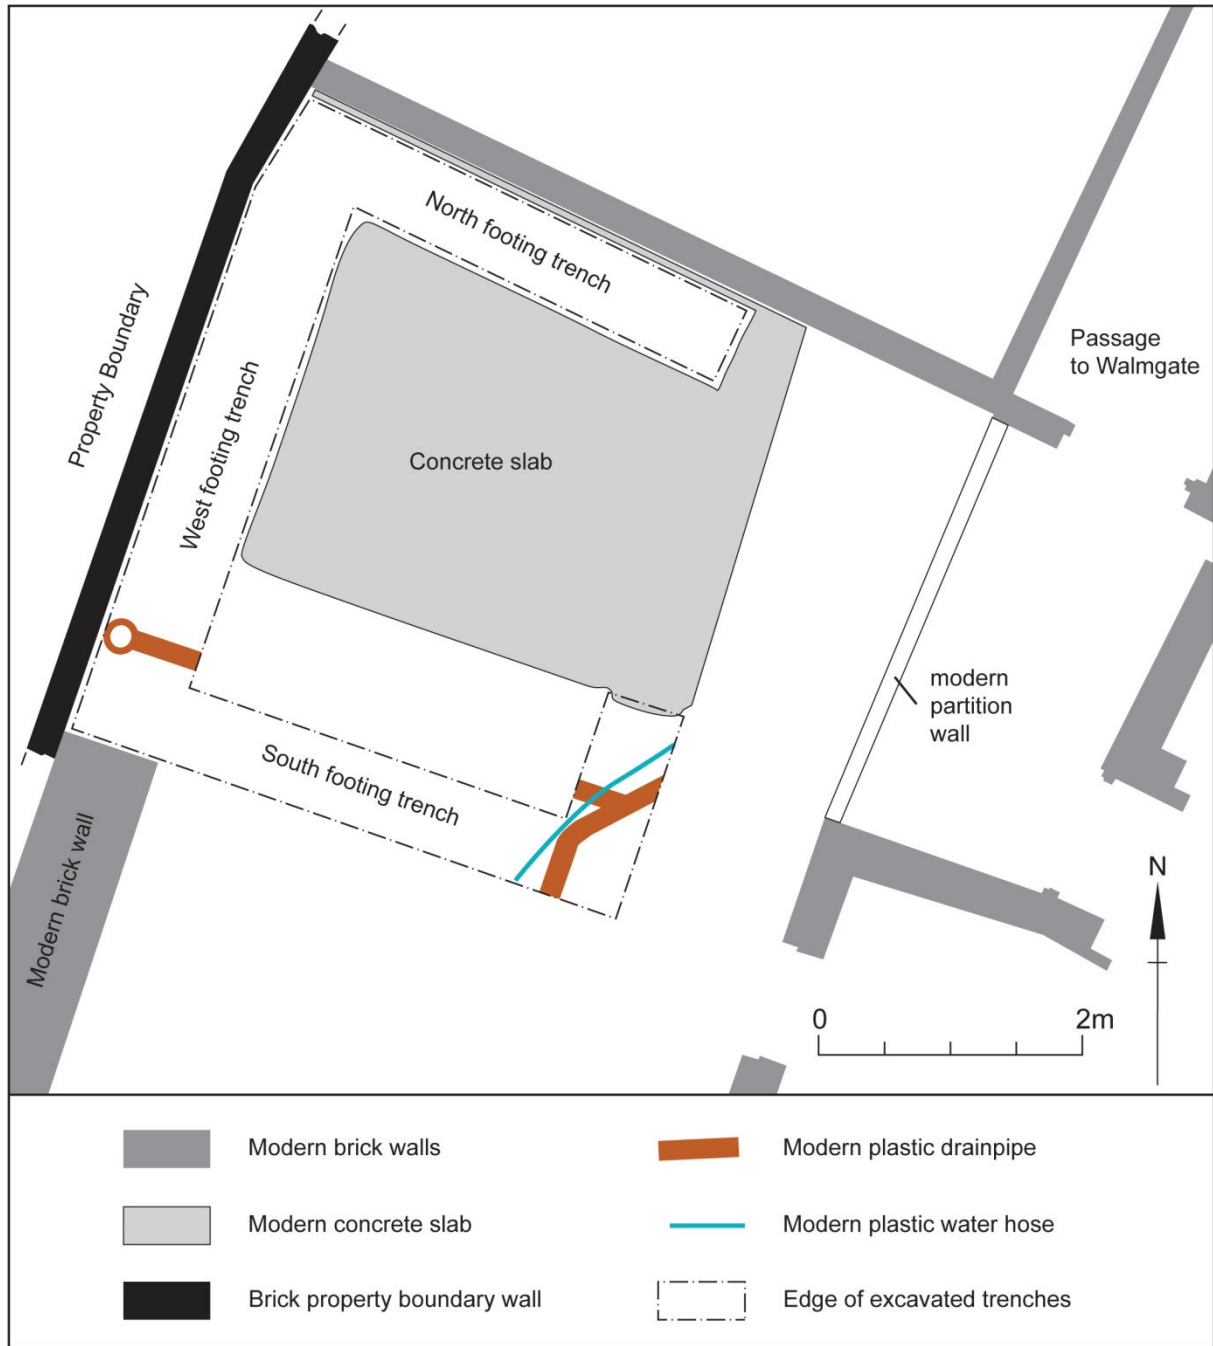 North footing trench
Property Boundary
West footing trench
Concrete slab
Passage
to Walmgate
modern
partition
wall
South footing trench
Modern brick wall
N
0 2m
Modern brick walls
Modern plastic drainpipe
Modern concrete slab
Modern plastic water hose
Brick property boundary wall
Edge of excavated trenches